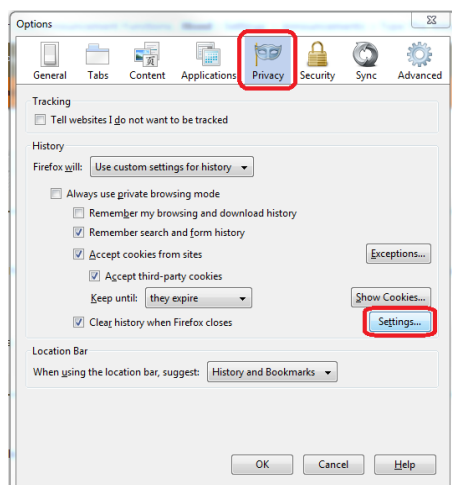 Options
General Tabs Content Applications Privacy Security Sync Advanced
Tracking
Tell websites I do not want to be tracked
History
Firefox will: Use custom settings for history
Always use private browsing mode
Remember my browsing and download history
Remember search and form history
Accept cookies from sites Exceptions...
Accept third-party cookies
Keep until: they expire Show Cookies...
Clear history when Firefox closes Settings...
Location Bar
When using the location bar, suggest: History and Bookmarks
OK Cancel Help